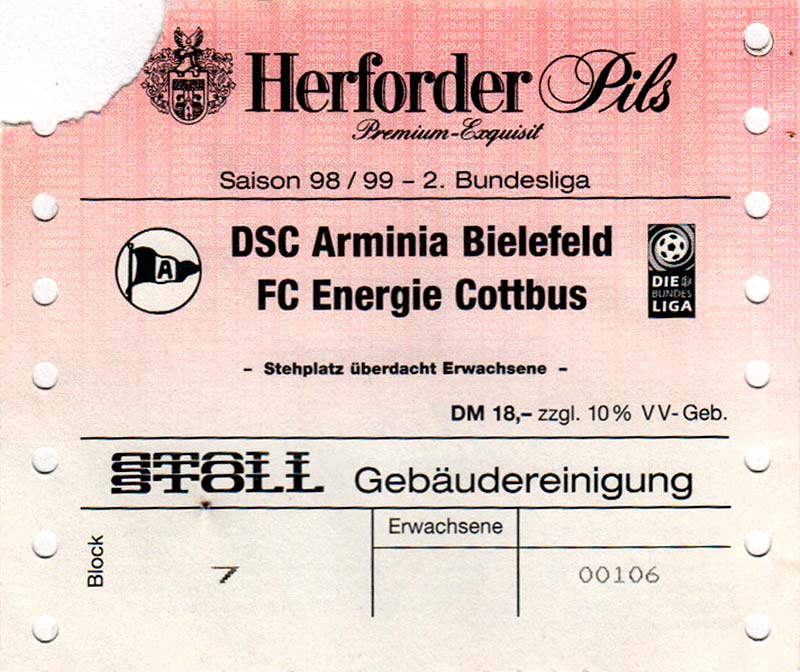 Herforder Pils
Premium-Exquisit
Saison 98 / 99 – 2. Bundesliga
DSC Arminia Bielefeld
FC Energie Cottbus
A
DIE
BUNDES
LIGA
– Stehplatz überdacht Erwachsene –
DM 18,– zzgl. 10% VV-Geb.
STOLL Gebäudereinigung
Block
7
Erwachsene
00106